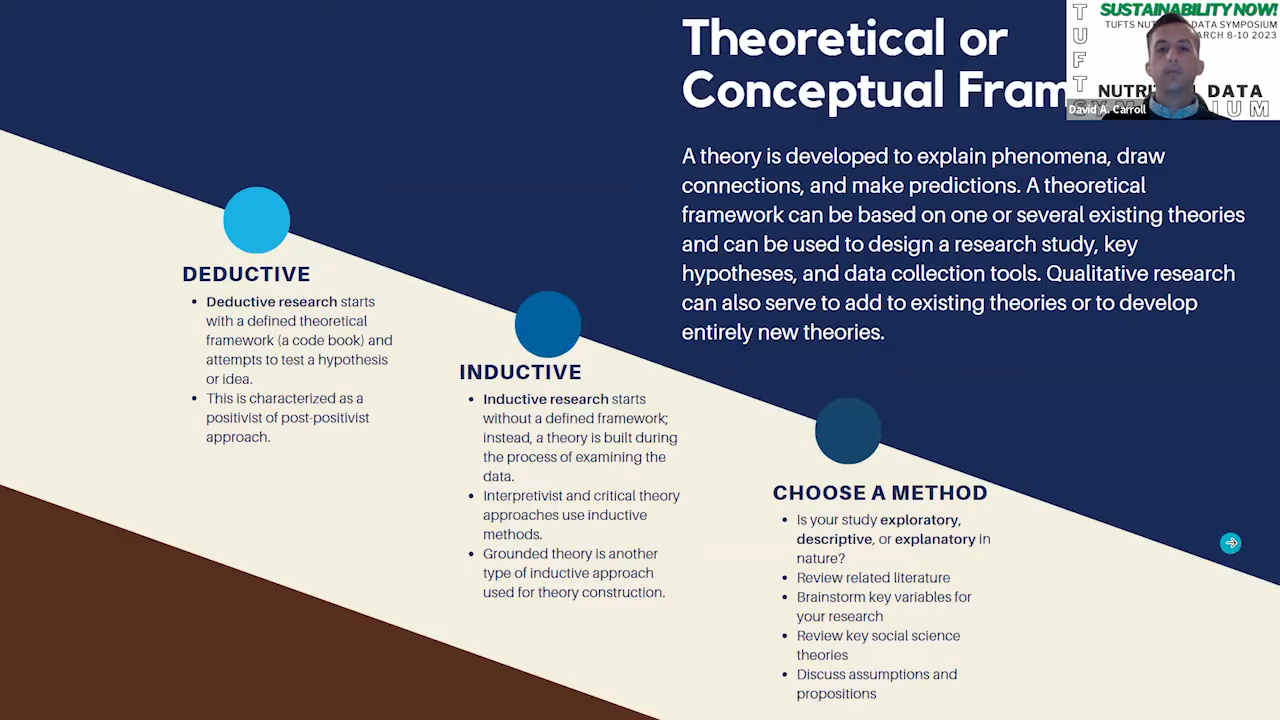 Theoretical or
Conceptual Fram
A theory is developed to explain phenomena, draw
connections, and make predictions. A theoretical
framework can be based on one or several existing theories
and can be used to design a research study, key
hypotheses, and data collection tools. Qualitative research
can also serve to add to existing theories or to develop
entirely new theories.
DEDUCTIVE
• Deductive research starts
with a defined theoretical
framework (a code book) and
attempts to test a hypothesis
or idea.
• This is characterized as a
positivist of post-positivist
approach.
INDUCTIVE
• Inductive research starts
without a defined framework;
instead, a theory is built during
the process of examining the
data.
• Interpretivist and critical theory
approaches use inductive
methods.
• Grounded theory is another
type of inductive approach
used for theory construction.
CHOOSE A METHOD
• Is your study exploratory,
descriptive, or explanatory in
nature?
• Review related literature
• Brainstorm key variables for
your research
• Review key social science
theories
• Discuss assumptions and
propositions
SUSTAINABILITY NOW!
TUFTS DATA SYMPOSIUM
8-10 2023
TUFTS
DATA
David A. Carroll